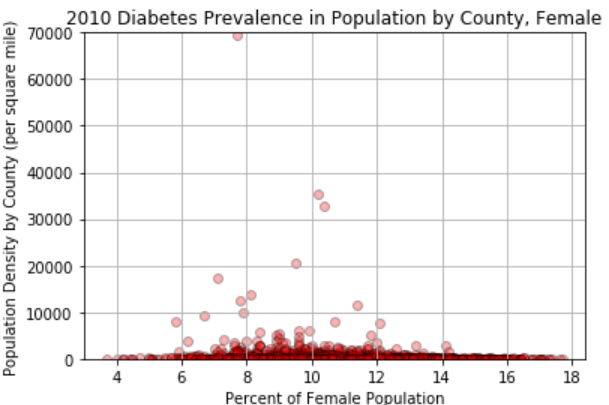 2010 Diabetes Prevalence in Population by County, Female
Population Density by County (per square mile)
70000
60000
50000
40000
30000
20000
10000
0
4 6 8 10 12 14 16 18
Percent of Female Population